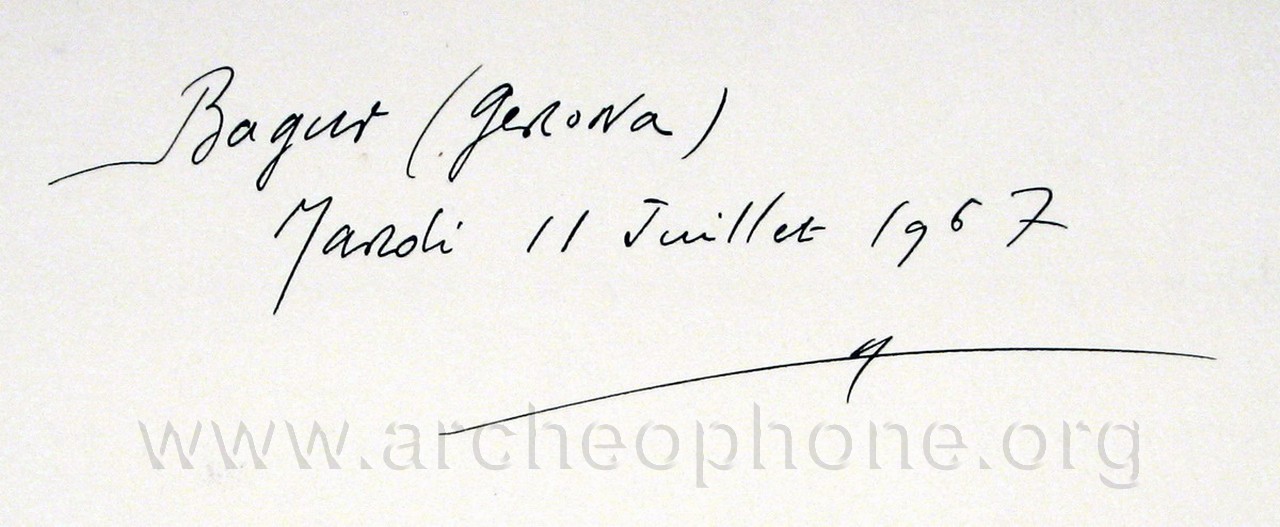 Bagur (Gerona)
Mardi 11 Juillet 1967
www.archeophone.org